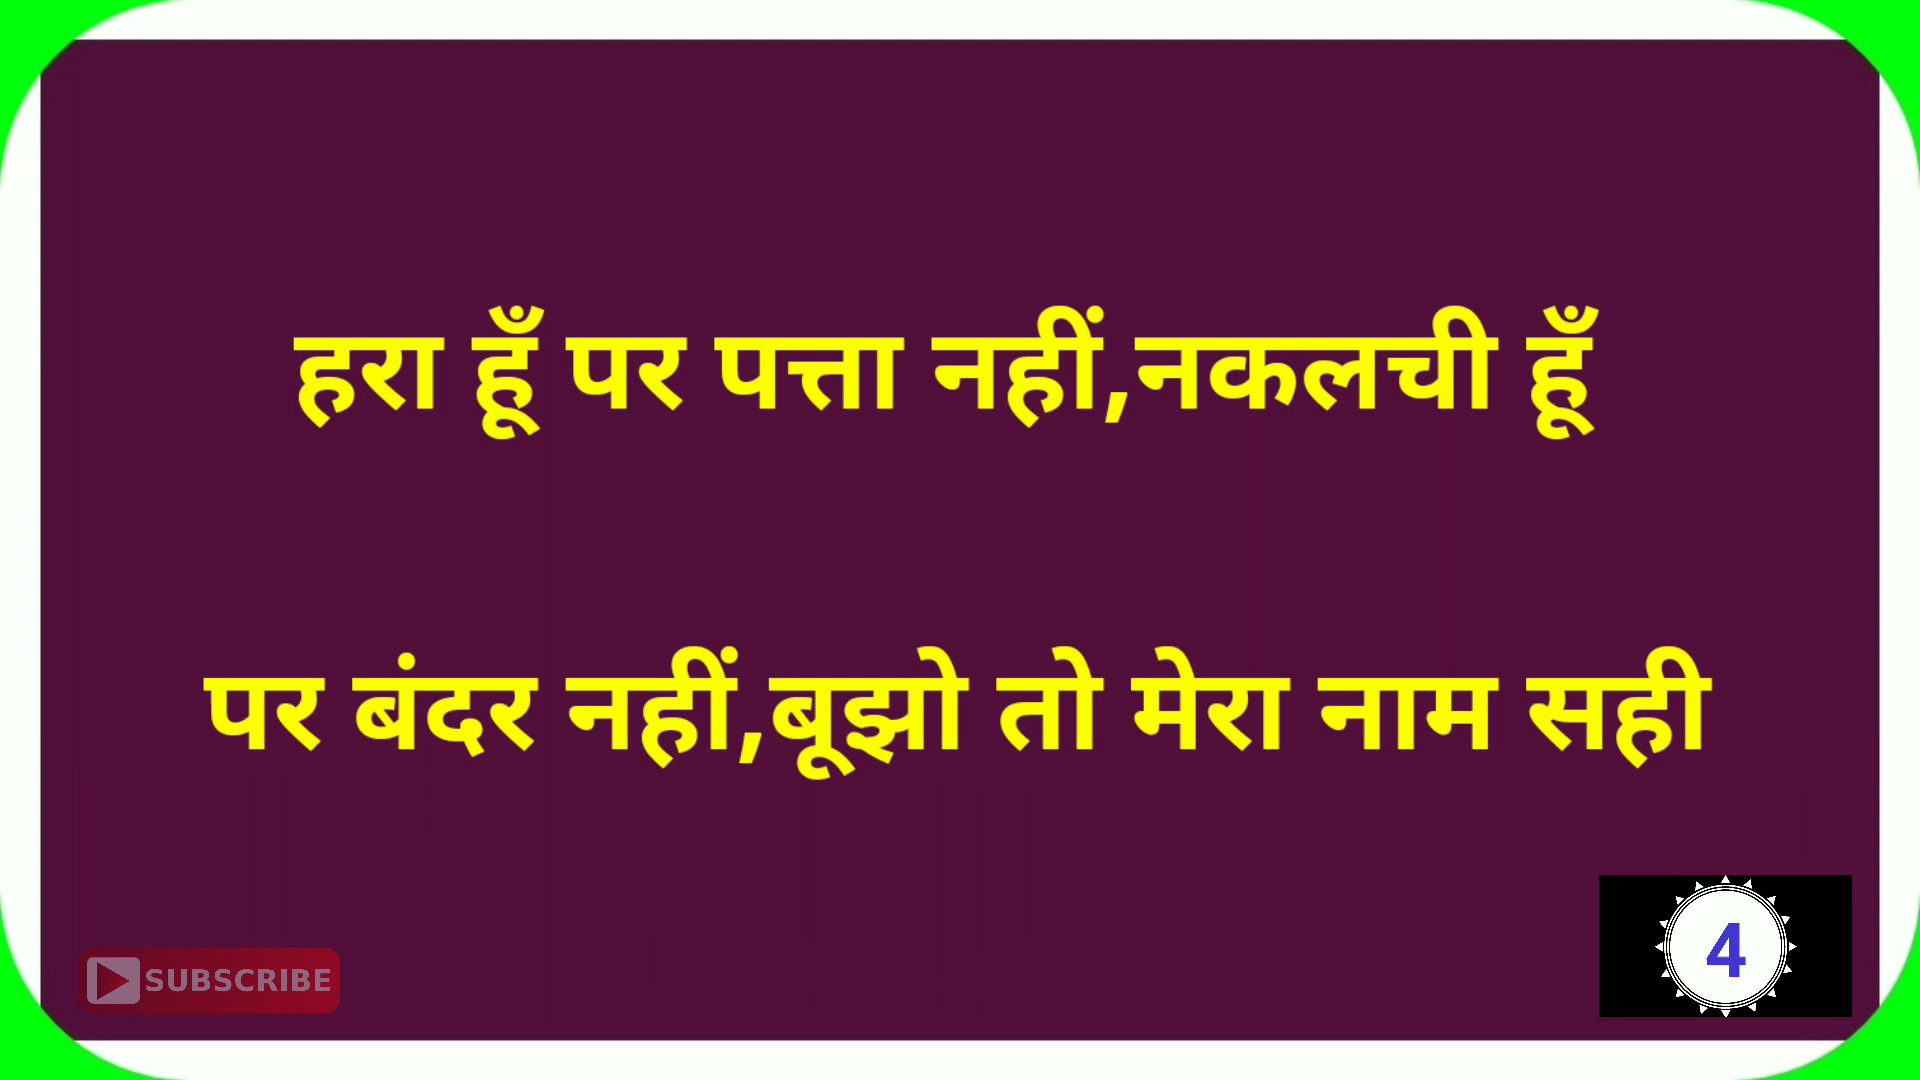 हरा हूँ पर पत्ता नहीं,नकलची हूँ
पर बंदर नहीं,बूझो तो मेरा नाम सही
SUBSCRIBE
4